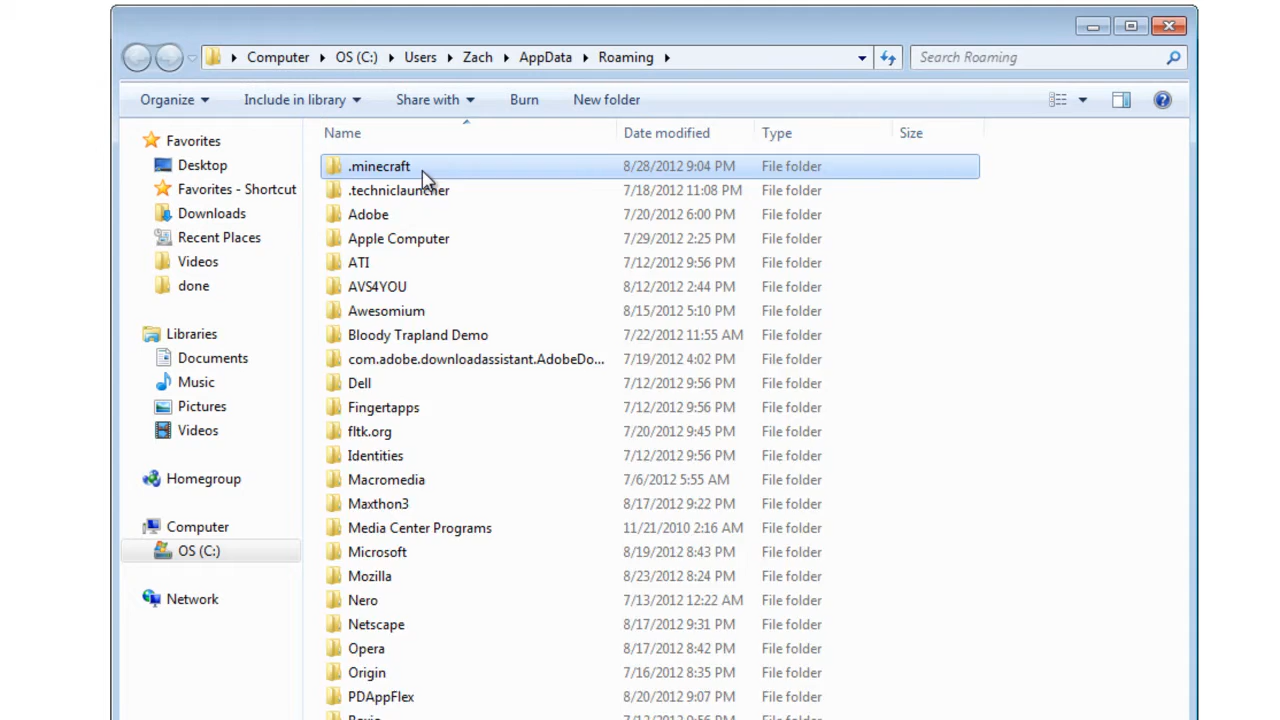 Computer OS (C:) Users Zach AppData Roaming Search Roaming
Organize Include in library Share with Burn New folder
Name Date modified Type Size
Favorites
Desktop
Favorites - Shortcut
Downloads
Recent Places
Videos
done
Libraries
Documents
Music
Pictures
Videos
Homegroup
Computer
OS (C:)
Network
.minecraft 8/28/2012 9:04 PM File folder
.techniclauncher 7/18/2012 11:08 PM File folder
Adobe 7/20/2012 6:00 PM File folder
Apple Computer 7/29/2012 2:25 PM File folder
ATI 7/12/2012 9:56 PM File folder
AVS4YOU 8/12/2012 2:44 PM File folder
Awesomium 8/15/2012 5:10 PM File folder
Bloody Trapland Demo 7/22/2012 11:55 AM File folder
com.adobe.downloadassistant.AdobeDo... 7/19/2012 4:02 PM File folder
Dell 7/12/2012 9:56 PM File folder
Fingertapps 7/12/2012 9:56 PM File folder
fltk.org 7/20/2012 9:45 PM File folder
Identities 7/12/2012 9:56 PM File folder
Macromedia 7/6/2012 5:55 AM File folder
Maxthon3 8/17/2012 9:22 PM File folder
Media Center Programs 11/21/2010 2:16 AM File folder
Microsoft 8/19/2012 8:43 PM File folder
Mozilla 8/23/2012 8:24 PM File folder
Nero 7/13/2012 12:22 AM File folder
Netscape 8/17/2012 9:31 PM File folder
Opera 8/17/2012 8:42 PM File folder
Origin 7/16/2012 8:35 PM File folder
PDAppFlex 8/20/2012 9:07 PM File folder